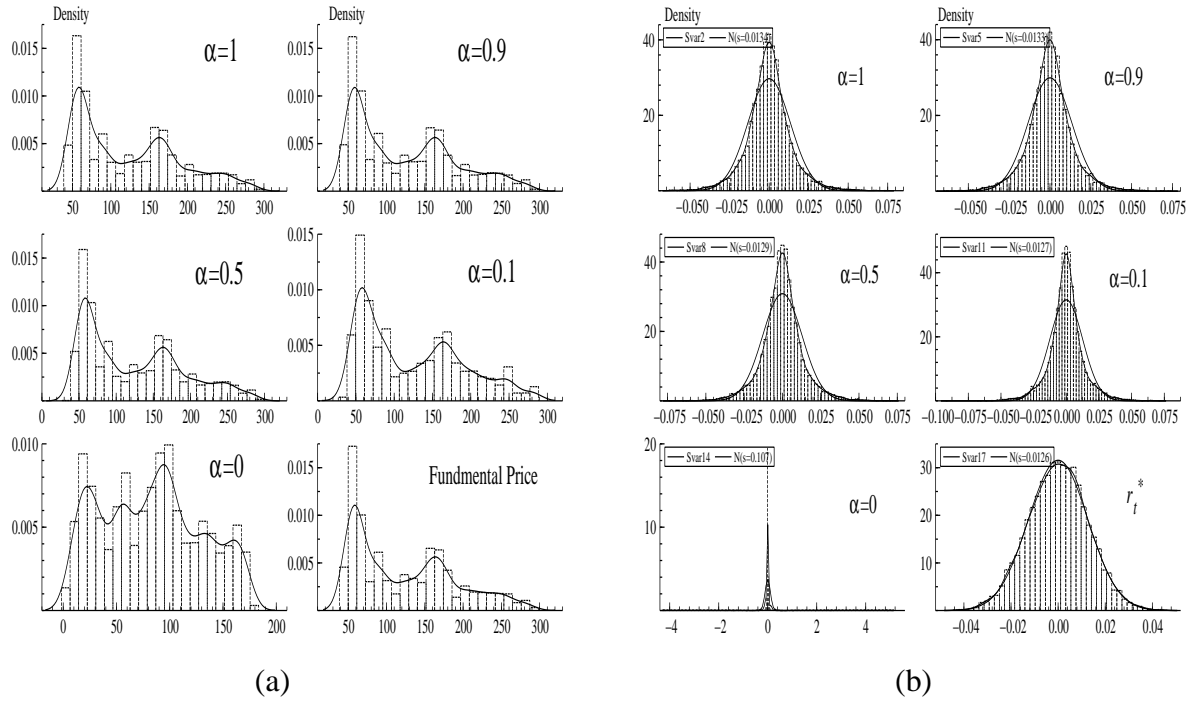 Density
0.015
0.010
0.005
α=1
50 100 150 200 250 300
0.015
0.010
0.005
α=0.9
50 100 150 200 250 300
0.015
0.010
0.005
α=0.5
0 50 100 150 200 250 300
0.015
0.010
0.005
α=0.1
0 50 100 150 200 250 300
0.010
0.005
α=0
0 50 100 150 200
0.015
0.010
0.005
Fundmental Price
50 100 150 200 250 300
(a)
Density
40
20
Svar2 N(s=0.0134)
α=1
−0.050 −0.025 0.000 0.025 0.050 0.075
Density
40
20
Svar5 N(s=0.0133)
α=0.9
−0.050 −0.025 0.000 0.025 0.050 0.075
40
20
Svar8 N(s=0.0129)
α=0.5
−0.075 −0.050 −0.025 0.000 0.025 0.050 0.075
40
20
Svar11 N(s=0.0127)
α=0.1
−0.100 −0.075 −0.050 −0.025 0.000 0.025 0.050 0.075
20
10
Svar14 N(s=0.107)
α=0
−4 −2 0 2 4
30
20
10
Svar17 N(s=0.0126)
r_t^*
−0.04 −0.02 0.00 0.02 0.04
(b)